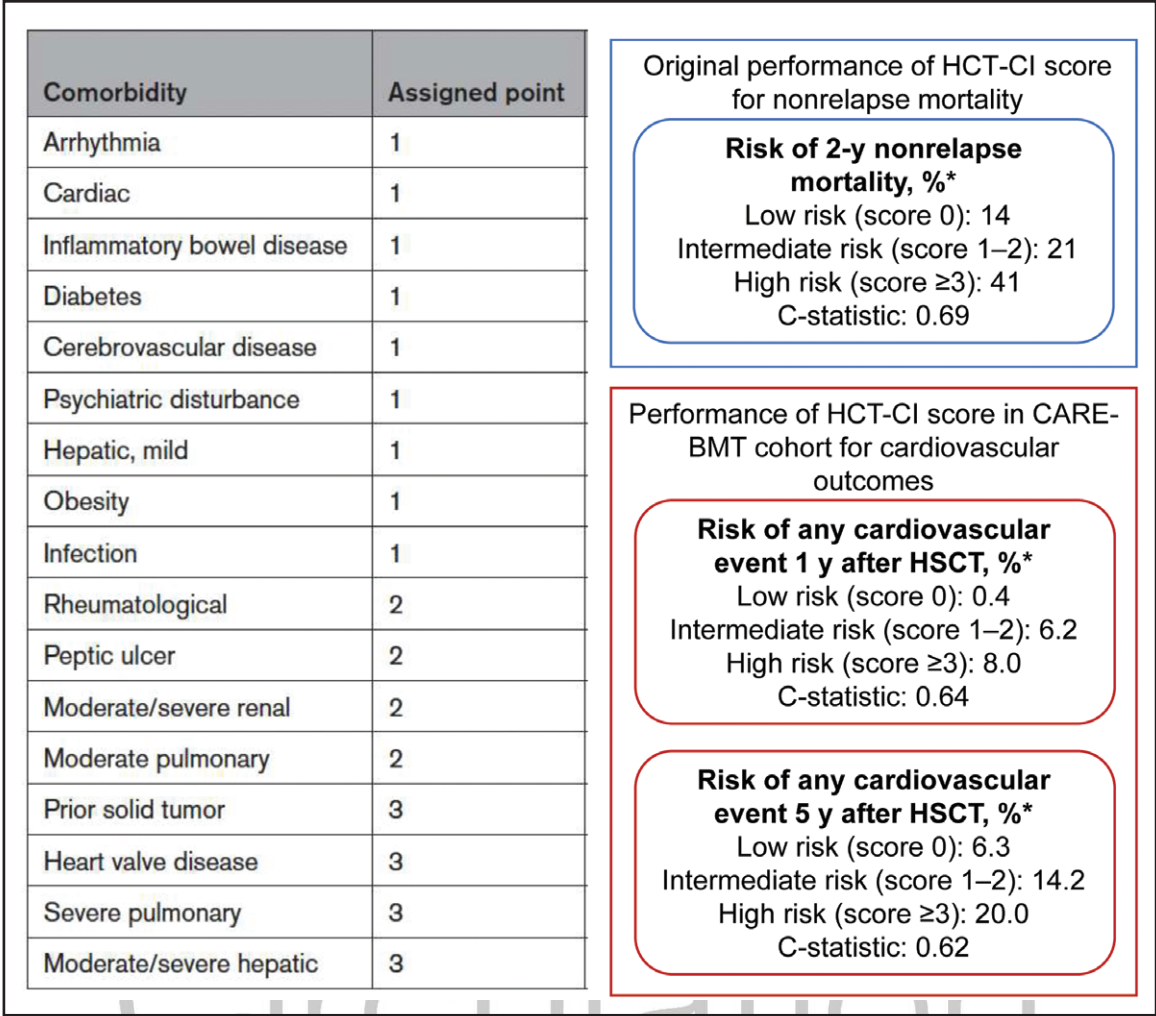 Comorbidity Assigned point
Arrhythmia 1
Cardiac 1
Inflammatory bowel disease 1
Diabetes 1
Cerebrovascular disease 1
Psychiatric disturbance 1
Hepatic, mild 1
Obesity 1
Infection 1
Rheumatological 2
Peptic ulcer 2
Moderate/severe renal 2
Moderate pulmonary 2
Prior solid tumor 3
Heart valve disease 3
Severe pulmonary 3
Moderate/severe hepatic 3
Original performance of HCT-CI score
for nonrelapse mortality
Risk of 2-y nonrelapse
mortality, %*
Low risk (score 0): 14
Intermediate risk (score 1–2): 21
High risk (score ≥3): 41
C-statistic: 0.69
Performance of HCT-CI score in CARE-
BMT cohort for cardiovascular
outcomes
Risk of any cardiovascular
event 1 y after HSCT, %*
Low risk (score 0): 0.4
Intermediate risk (score 1–2): 6.2
High risk (score ≥3): 8.0
C-statistic: 0.64
Risk of any cardiovascular
event 5 y after HSCT, %*
Low risk (score 0): 6.3
Intermediate risk (score 1–2): 14.2
High risk (score ≥3): 20.0
C-statistic: 0.62